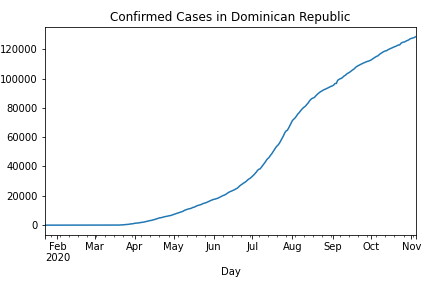 Confirmed Cases in Dominican Republic
120000
100000
80000
60000
40000
20000
0
Feb Mar Apr May Jun Jul Aug Sep Oct Nov
2020
Day